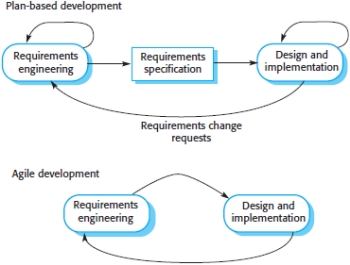 Plan-based development
Requirements
engineering
Requirements
specification
Design and
implementation
Requirements change
requests
Agile development
Requirements
engineering
Design and
implementation